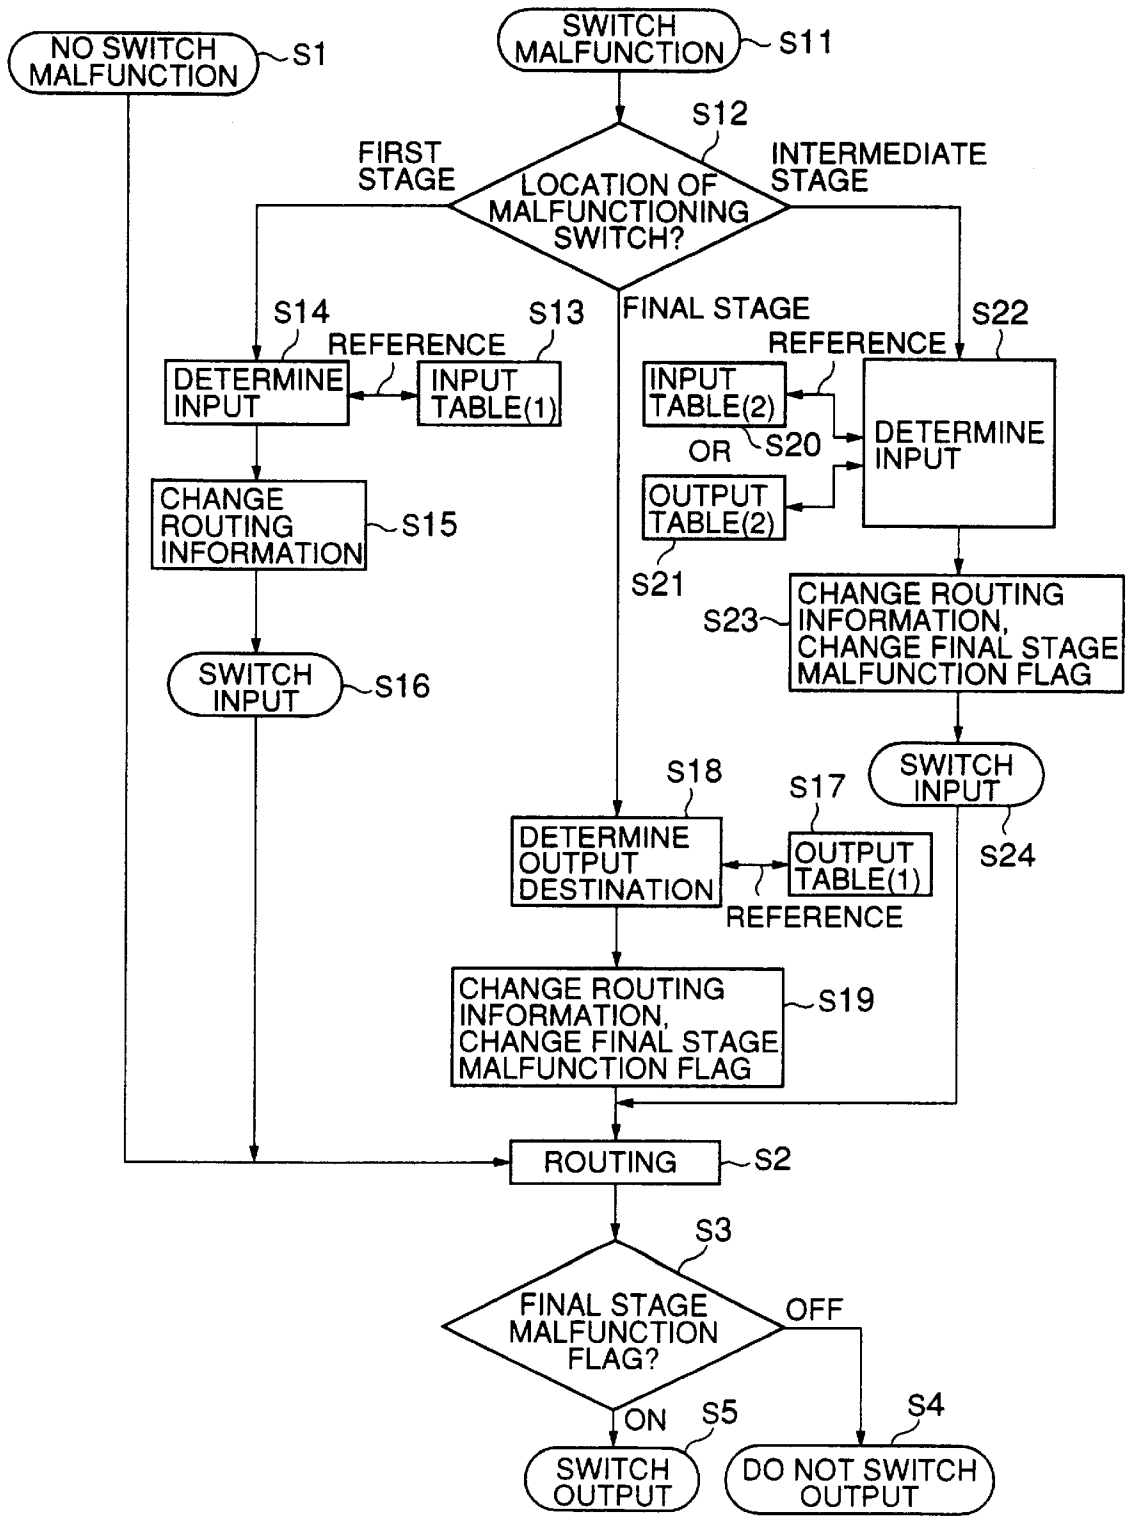 NO SWITCH
MALFUNCTION
S1
SWITCH
MALFUNCTION
S11
S12
FIRST
STAGE
INTERMEDIATE
STAGE
LOCATION OF
MALFUNCTIONING
SWITCH?
FINAL STAGE
S14
S13
REFERENCE
DETERMINE
INPUT
INPUT
TABLE(1)
S22
REFERENCE
INPUT
TABLE(2)
S20
OR
OUTPUT
TABLE(2)
S21
DETERMINE
INPUT
CHANGE
ROUTING
INFORMATION
S15
S23
CHANGE ROUTING
INFORMATION,
CHANGE FINAL STAGE
MALFUNCTION FLAG
SWITCH
INPUT
S16
SWITCH
INPUT
S24
S18
S17
DETERMINE
OUTPUT
DESTINATION
OUTPUT
TABLE(1)
REFERENCE
CHANGE ROUTING
INFORMATION,
CHANGE FINAL STAGE
MALFUNCTION FLAG
S19
ROUTING
S2
S3
FINAL STAGE
MALFUNCTION
FLAG?
OFF
ON
S5
S4
SWITCH
OUTPUT
DO NOT SWITCH
OUTPUT